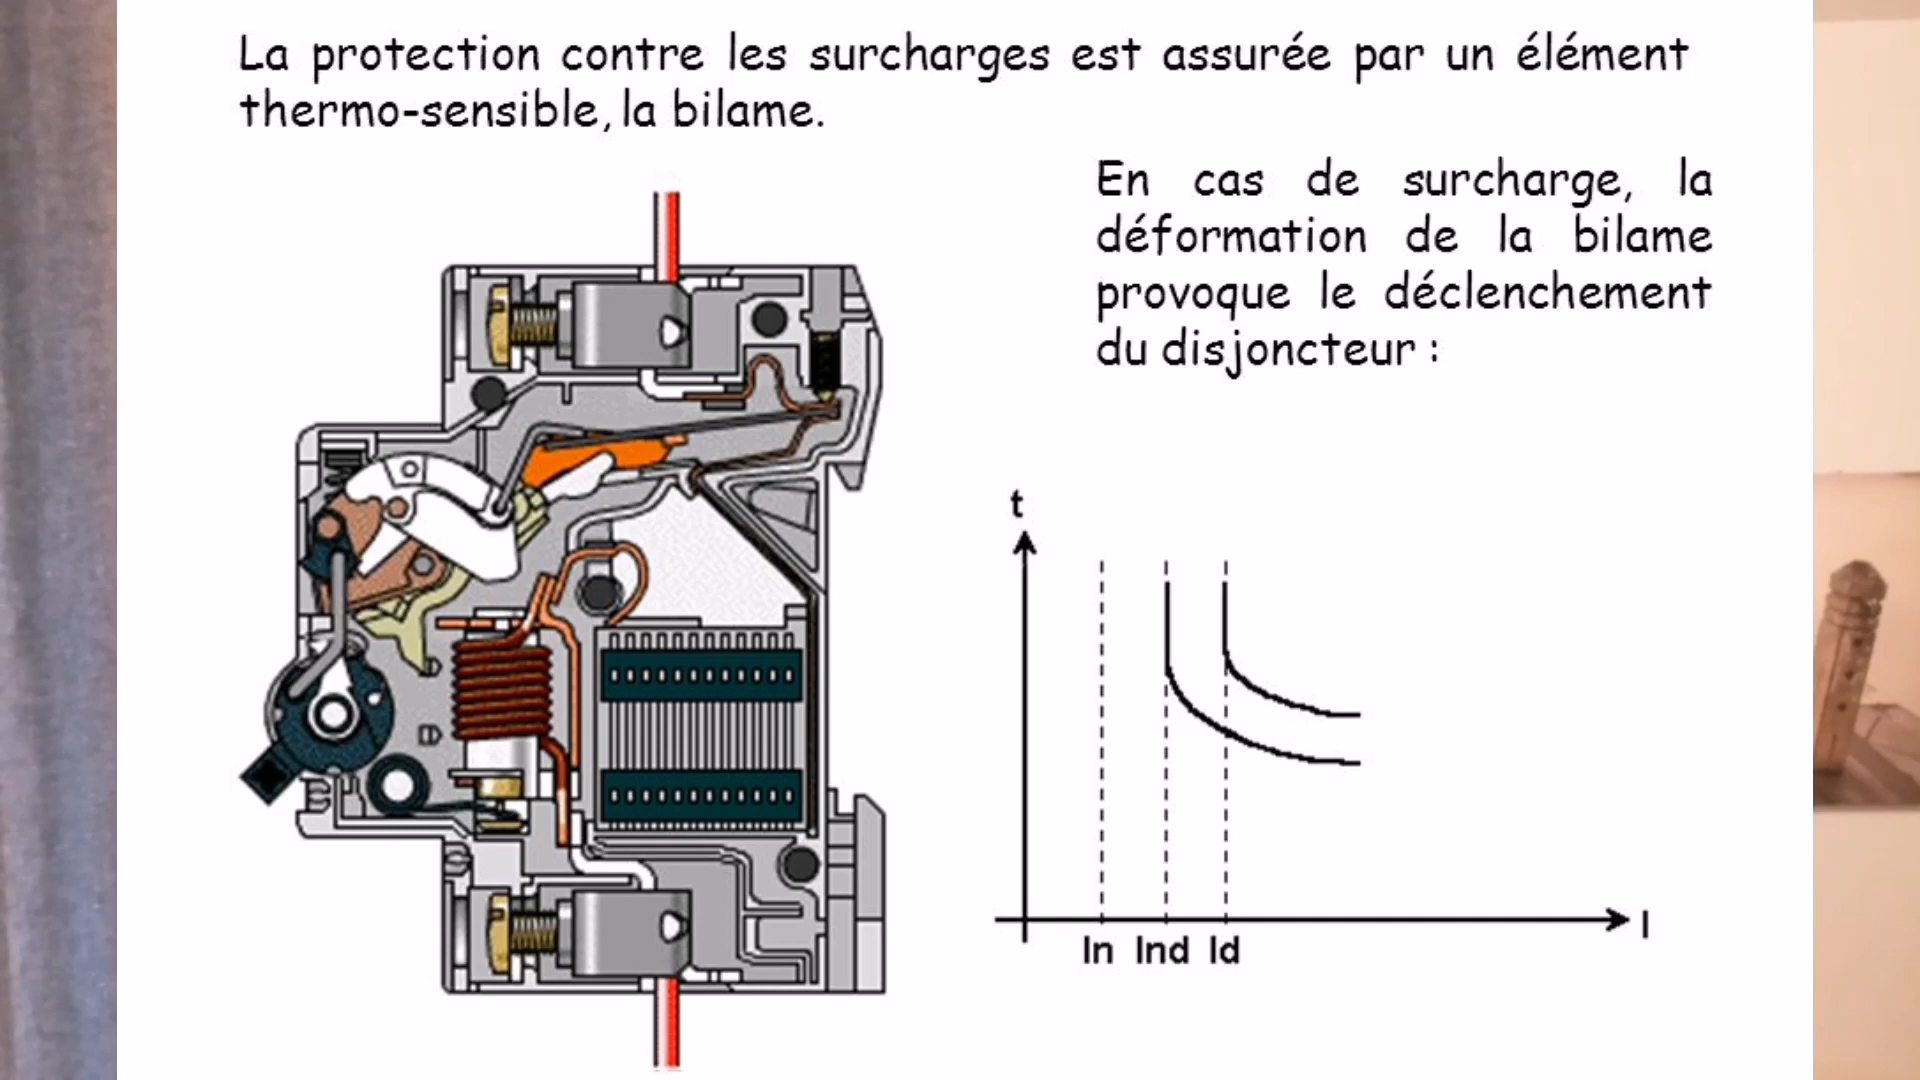 La protection contre les surcharges est assurée par un élément
thermo-sensible, la bilame.
En cas de surcharge, la
déformation de la bilame
provoque le déclenchement
du disjoncteur :
t
I
In Ind Id